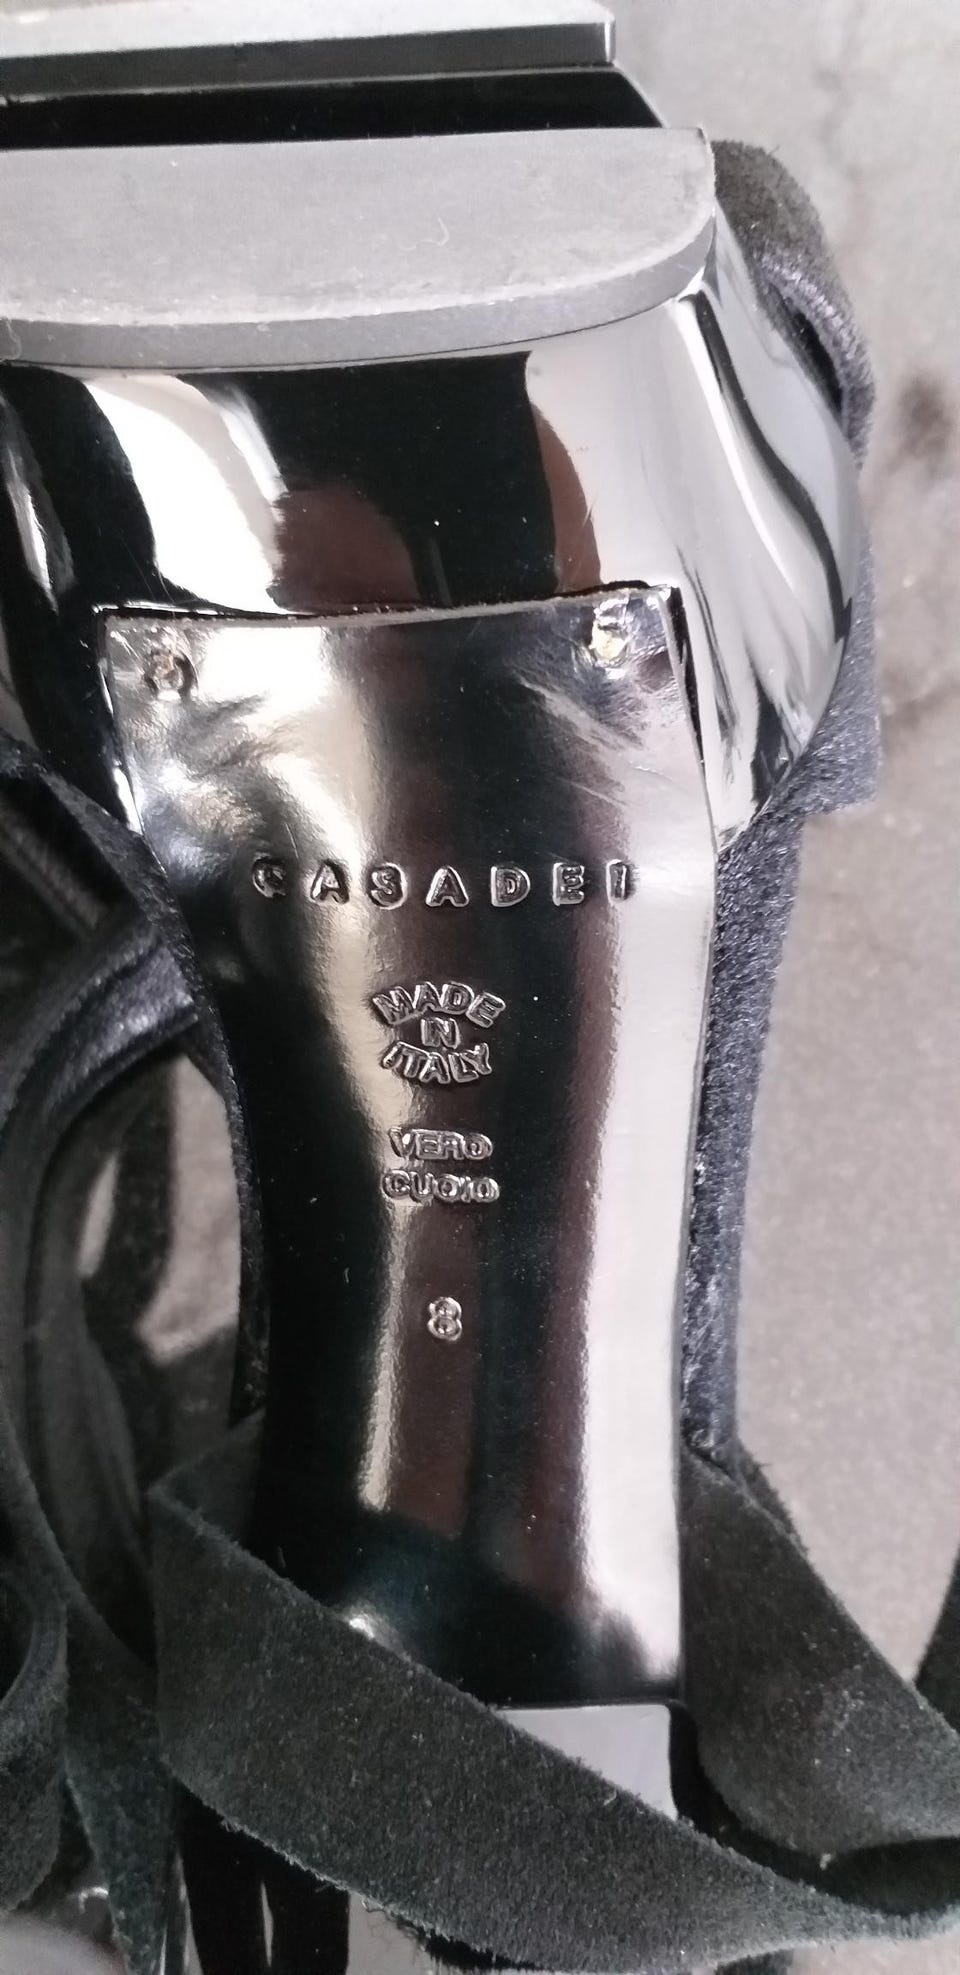 CASADEI
MADE
IN
ITALY
VERO
CUOIO
8